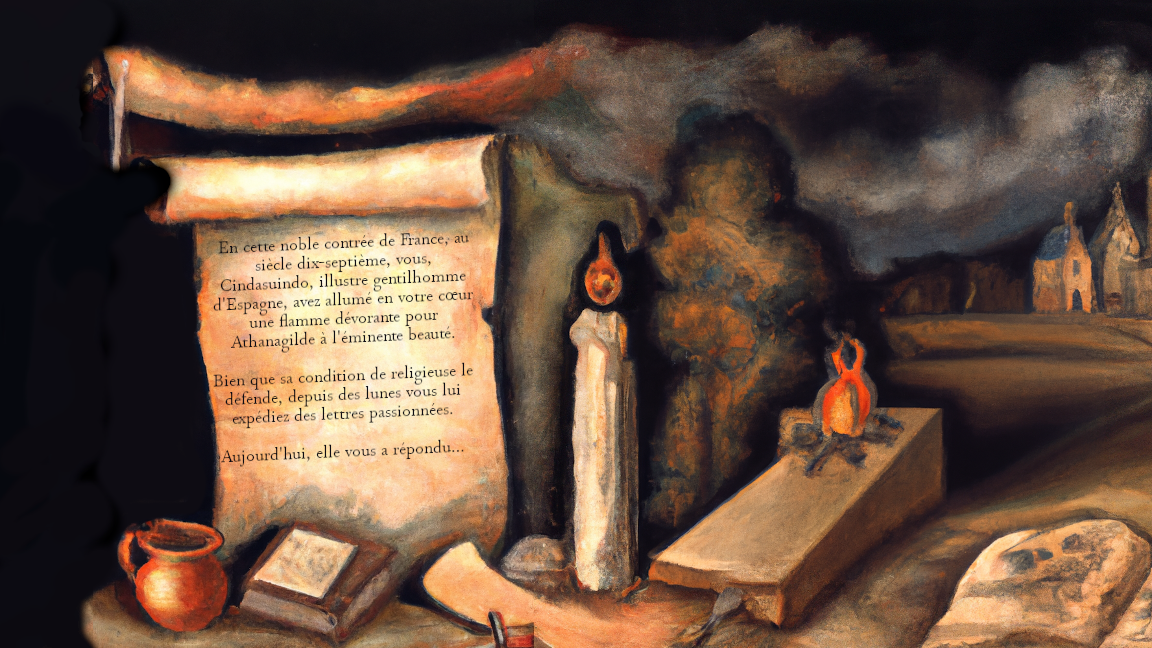 En cette noble contrée de France, au
siècle dix-septième, vous,
Cindasuindo, illustre gentilhomme
d'Espagne, avez allumé en votre cœur
une flamme dévorante pour
Athanagilde à l'éminente beauté.
Bien que sa condition de religieuse le
défende, depuis des lunes vous lui
expédiez des lettres passionnées.
Aujourd'hui, elle vous a répondu...